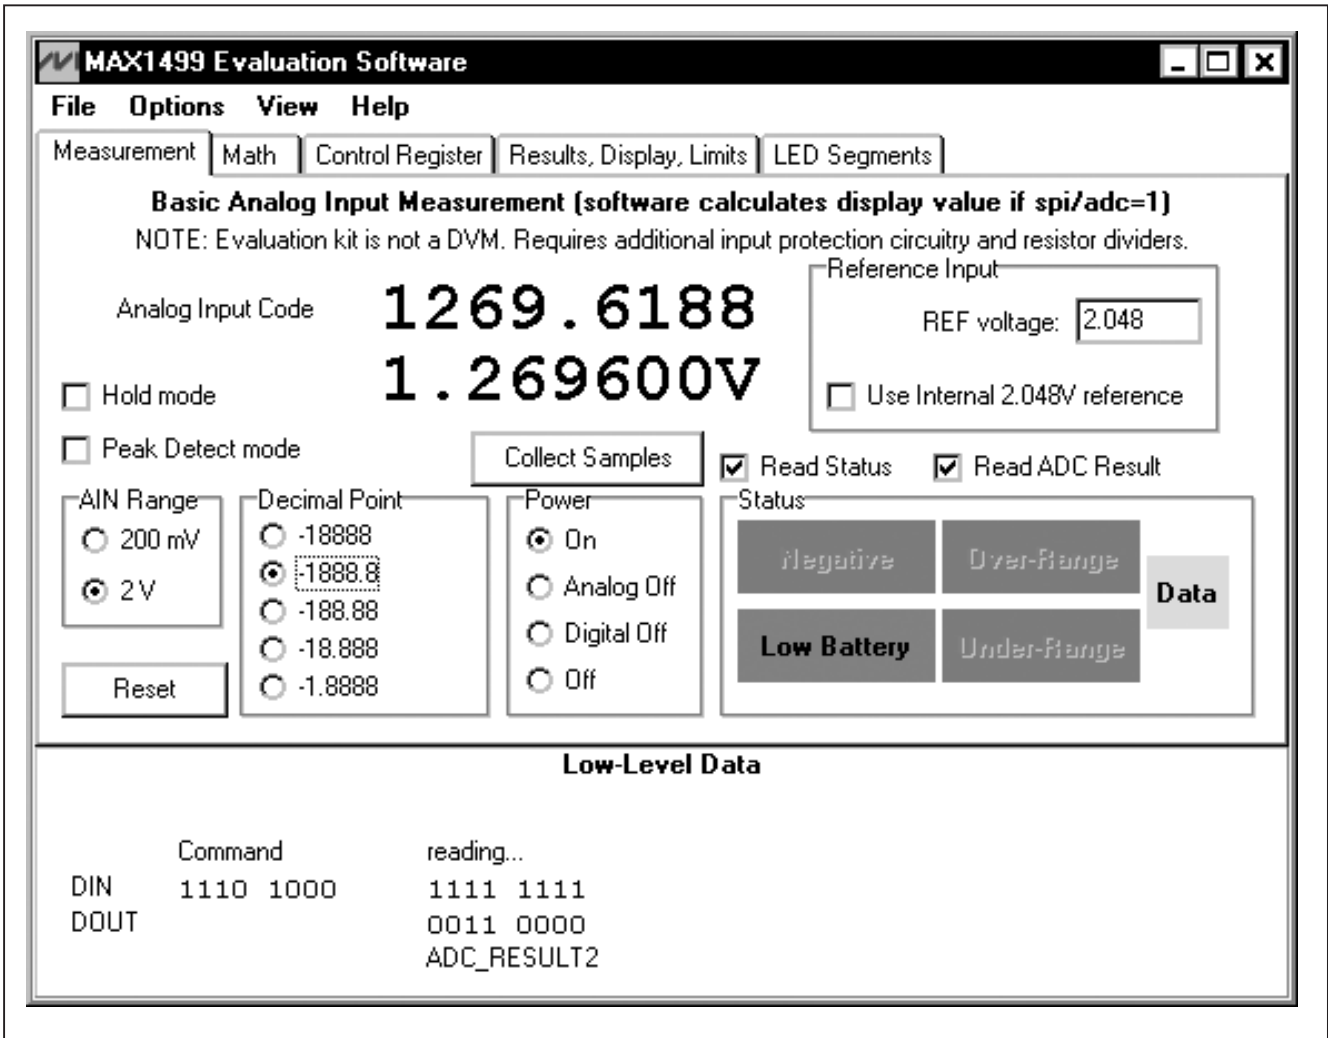 MAX1499 Evaluation Software
File Options View Help
Measurement Math Control Register Results, Display, Limits LED Segments
Basic Analog Input Measurement (software calculates display value if spi/adc=1)
NOTE: Evaluation kit is not a DVM. Requires additional input protection circuitry and resistor dividers.
Analog Input Code 1269.6188
1.269600V
Reference Input
REF voltage: 2.048
Use Internal 2.048V reference
Hold mode
Peak Detect mode
Collect Samples
Read Status Read ADC Result
AIN Range
200 mV
2 V
Reset
Decimal Point
-18888
-1888.8
-188.88
-18.888
-1.8888
Power
On
Analog Off
Digital Off
Off
Status
Negative Over-Range
Low Battery Under-Range
Data
Low-Level Data
Command reading...
DIN 1110 1000 1111 1111
DOUT 0011 0000
ADC_RESULT2